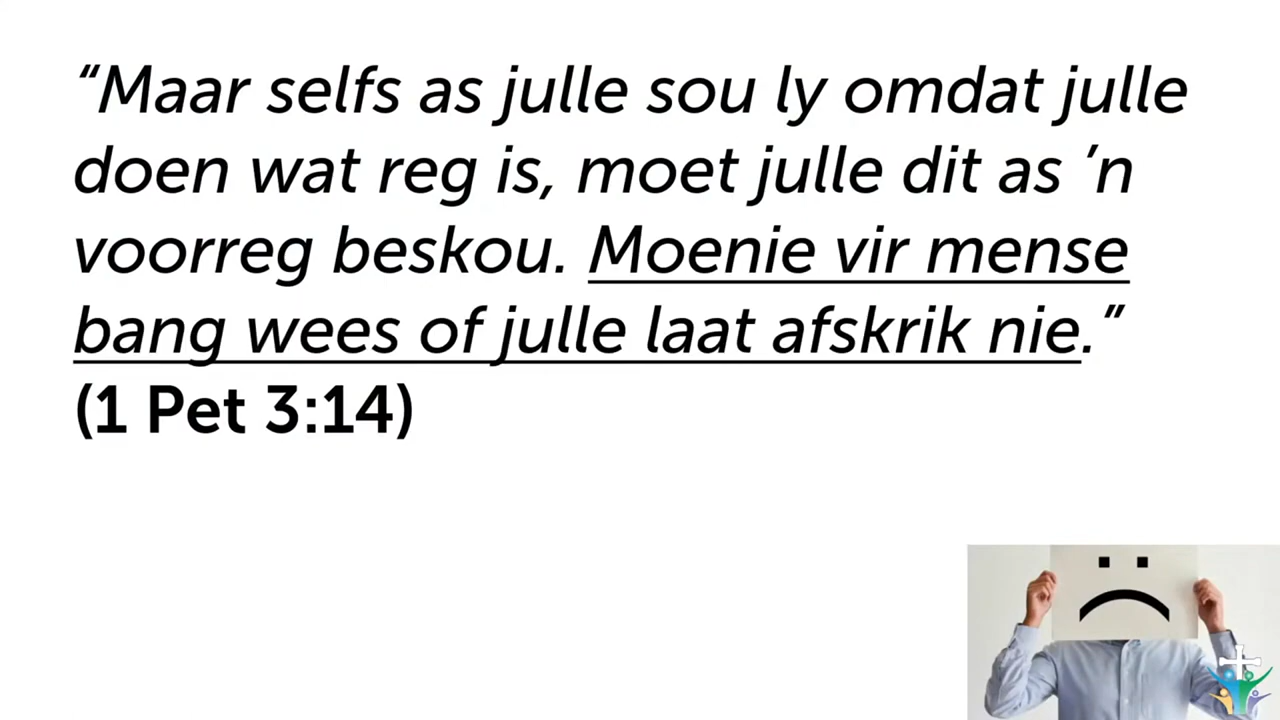 “Maar selfs as julle sou ly omdat julle
doen wat reg is, moet julle dit as ’n
voorreg beskou. Moenie vir mense
bang wees of julle laat afskrik nie.”
(1 Pet 3:14)